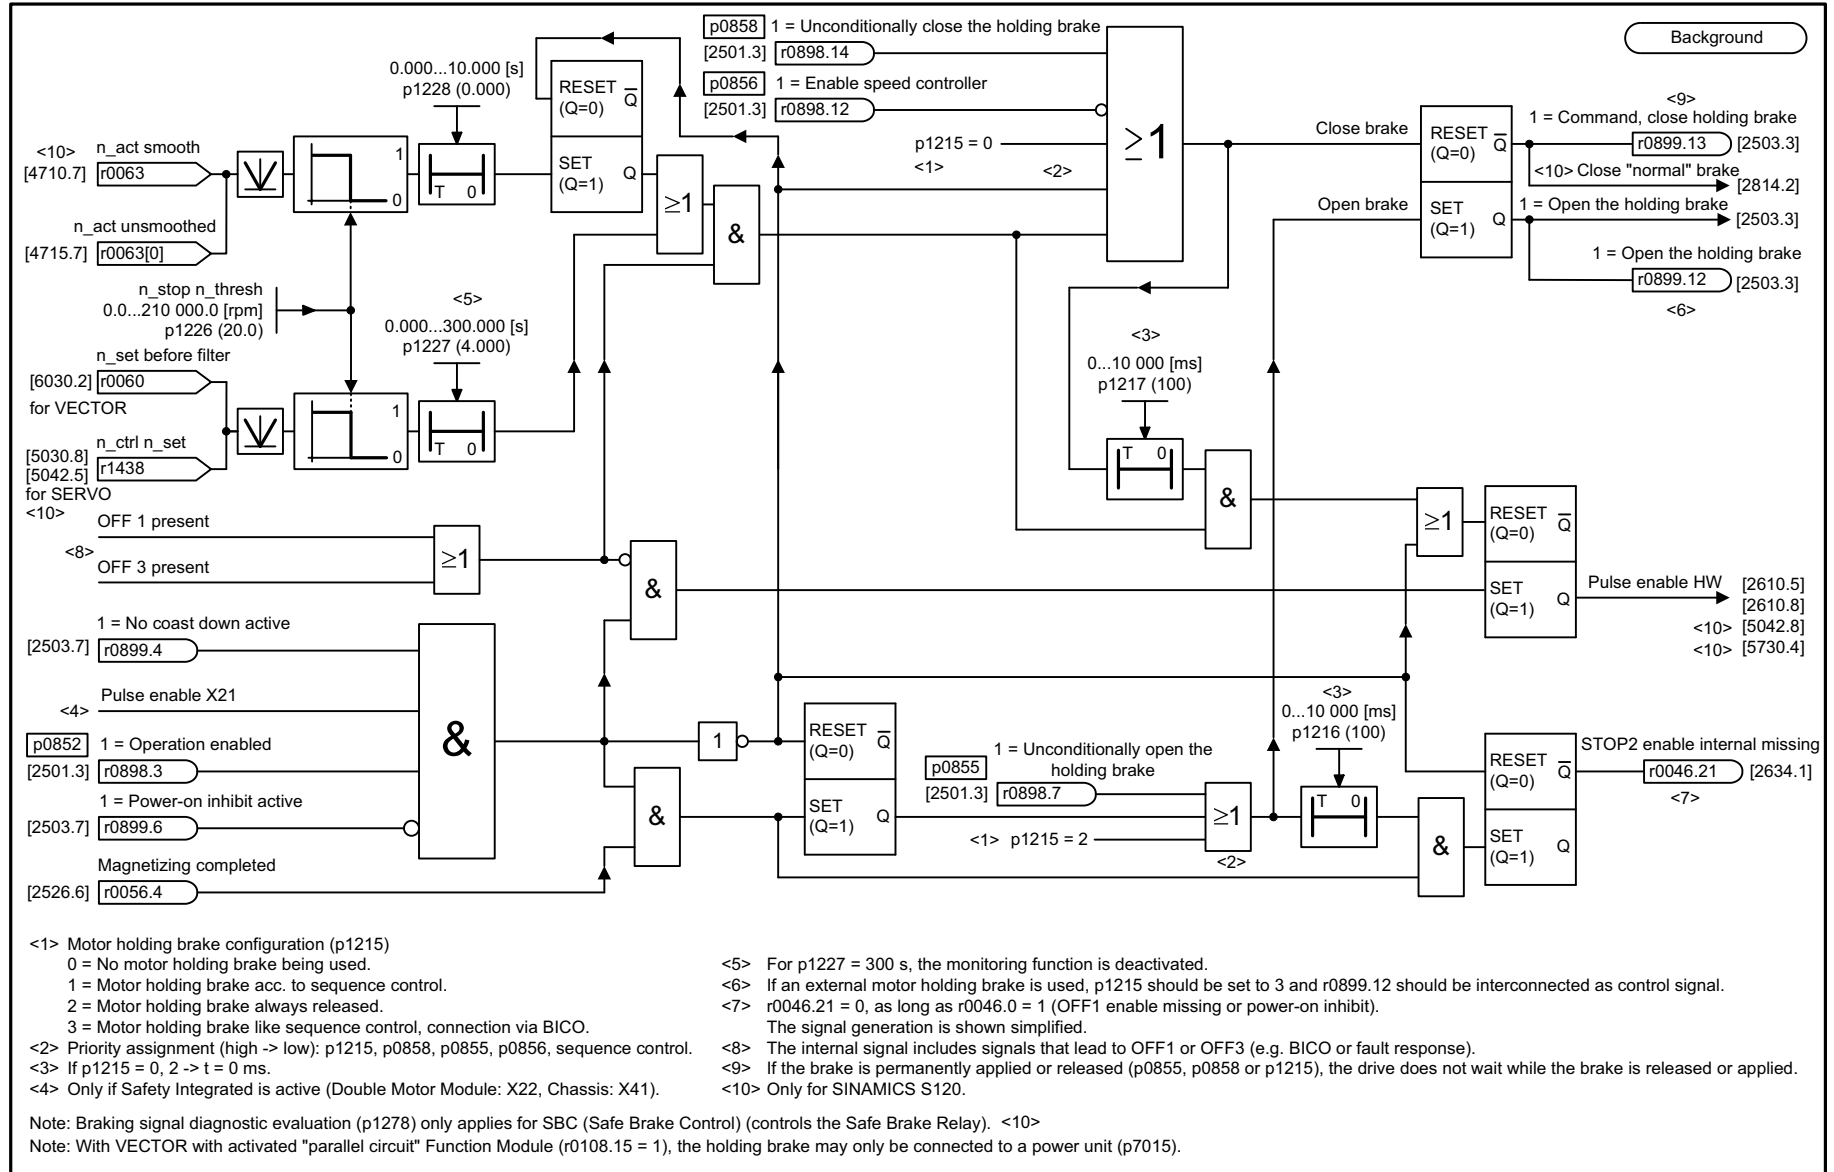 p0858 1 = Unconditionally close the holding brake
[2501.3] r0898.14
p0856 1 = Enable speed controller
[2501.3] r0898.12
p1215 = 0
<1>
<2>
≥1
Background
0.000...10.000 [s]
p1228 (0.000)
RESET Q
(Q=0)
SET Q
(Q=1)
<10> n_act smooth
[4710.7] r0063
1
0
T 0
n_act unsmoothed
[4715.7] r0063[0]
≥1
&
n_stop n_thresh
0.0...210 000.0 [rpm]
p1226 (20.0)
<5>
0.000...300.000 [s]
p1227 (4.000)
n_set before filter
[6030.2] r0060
for VECTOR
n_ctrl n_set
[5030.8]
[5042.5] r1438
for SERVO
<10>
1
0
T 0
Close brake
Open brake
RESET Q
(Q=0)
SET Q
(Q=1)
<9>
1 = Command, close holding brake
r0899.13 [2503.3]
<10> Close "normal" brake
[2814.2]
1 = Open the holding brake
[2503.3]
1 = Open the holding brake
r0899.12 [2503.3]
<6>
<3>
0...10 000 [ms]
p1217 (100)
T 0
&
≥1
RESET Q
(Q=0)
SET Q
(Q=1)
Pulse enable HW [2610.5]
[2610.8]
<10> [5042.8]
<10> [5730.4]
OFF 1 present
<8>
OFF 3 present
≥1
&
1 = No coast down active
[2503.7] r0899.4
Pulse enable X21
<4>
p0852 1 = Operation enabled
[2501.3] r0898.3
1 = Power-on inhibit active
[2503.7] r0899.6
Magnetizing completed
[2526.6] r0056.4
&
1
&
RESET Q
(Q=0)
SET Q
(Q=1)
p0855 1 = Unconditionally open the
holding brake
[2501.3] r0898.7
<1> p1215 = 2
≥1
<2>
<3>
0...10 000 [ms]
p1216 (100)
T 0
&
RESET Q
(Q=0)
SET Q
(Q=1)
STOP2 enable internal missing
r0046.21 [2634.1]
<7>
<1> Motor holding brake configuration (p1215)
0 = No motor holding brake being used.
1 = Motor holding brake acc. to sequence control.
2 = Motor holding brake always released.
3 = Motor holding brake like sequence control, connection via BICO.
<2> Priority assignment (high -> low): p1215, p0858, p0855, p0856, sequence control.
<3> If p1215 = 0, 2 -> t = 0 ms.
<4> Only if Safety Integrated is active (Double Motor Module: X22, Chassis: X41).
<5> For p1227 = 300 s, the monitoring function is deactivated.
<6> If an external motor holding brake is used, p1215 should be set to 3 and r0899.12 should be interconnected as control signal.
<7> r0046.21 = 0, as long as r0046.0 = 1 (OFF1 enable missing or power-on inhibit).
The signal generation is shown simplified.
<8> The internal signal includes signals that lead to OFF1 or OFF3 (e.g. BICO or fault response).
<9> If the brake is permanently applied or released (p0855, p0858 or p1215), the drive does not wait while the brake is released or applied.
<10> Only for SINAMICS S120.
Note: Braking signal diagnostic evaluation (p1278) only applies for SBC (Safe Brake Control) (controls the Safe Brake Relay). <10>
Note: With VECTOR with activated "parallel circuit" Function Module (r0108.15 = 1), the holding brake may only be connected to a power unit (p7015).